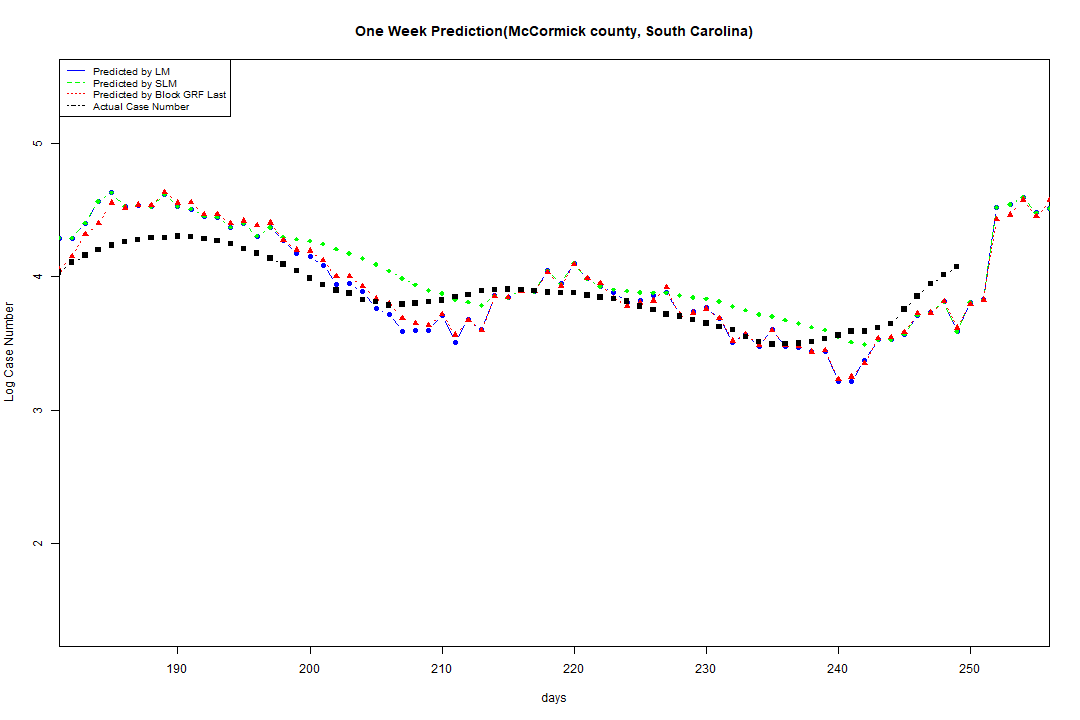 One Week Prediction(McCormick county, South Carolina)
Predicted by LM
Predicted by SLM
Predicted by Block GRF Last
Actual Case Number
5
4
3
2
Log Case Number
190 200 210 220 230 240 250
days